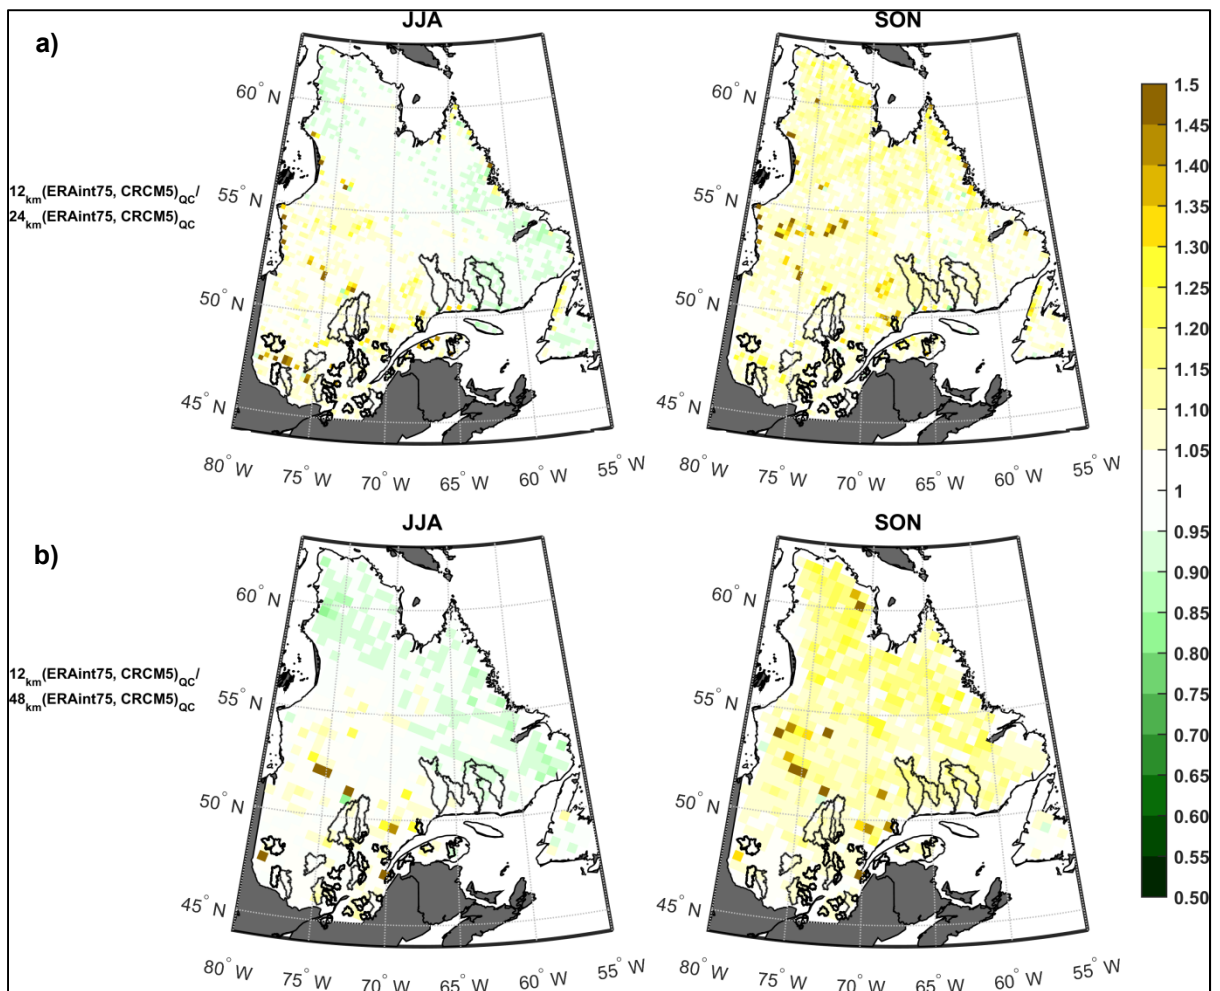 JJA
SON
a)
60° N
55° N
50° N
45° N
80° W
75° W
70° W
65° W
60° W
55° W
80° W
75° W
70° W
65° W
60° W
55° W
60° N
55° N
50° N
45° N
12km(ERAint75, CRCM5)QC/
24km(ERAint75, CRCM5)QC
JJA
SON
b)
60° N
55° N
50° N
45° N
80° W
75° W
70° W
65° W
60° W
55° W
60° N
55° N
50° N
45° N
80° W
75° W
70° W
65° W
60° W
55° W
12km(ERAint75, CRCM5)QC/
48km(ERAint75, CRCM5)QC
1.5
1.45
1.40
1.35
1.30
1.25
1.20
1.15
1.10
1.05
1
0.95
0.90
0.85
0.80
0.75
0.70
0.65
0.60
0.55
0.50